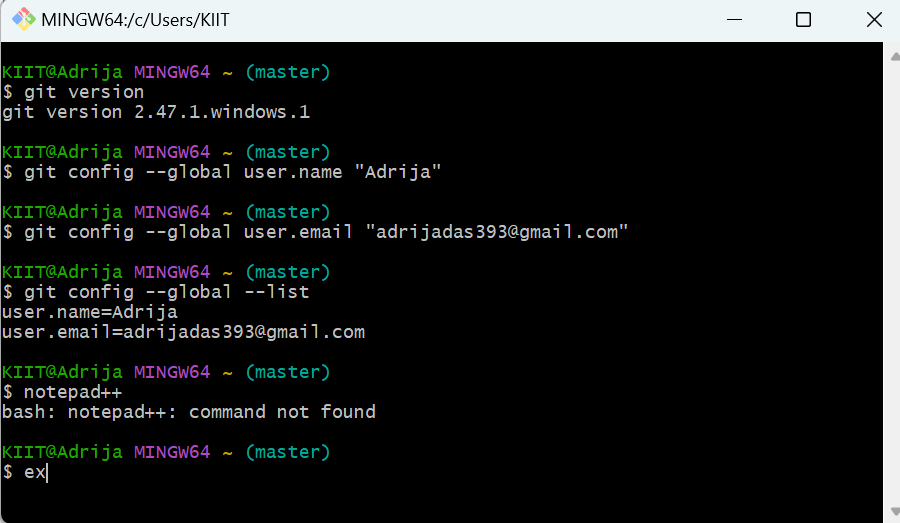 MINGW64:/c/Users/KIIT
KIIT@Adrija MINGW64 ~ (master)
$ git version
git version 2.47.1.windows.1
KIIT@Adrija MINGW64 ~ (master)
$ git config --global user.name "Adrija"
KIIT@Adrija MINGW64 ~ (master)
$ git config --global user.email "adrijadas393@gmail.com"
KIIT@Adrija MINGW64 ~ (master)
$ git config --global --list
user.name=Adrija
user.email=adrijadas393@gmail.com
KIIT@Adrija MINGW64 ~ (master)
$ notepad++
bash: notepad++: command not found
KIIT@Adrija MINGW64 ~ (master)
$ ex